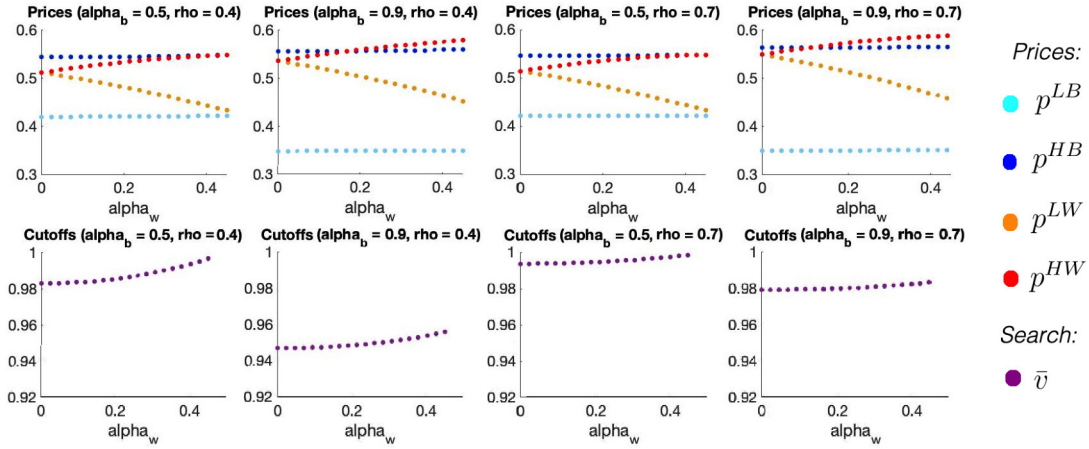 Prices (alpha_b = 0.5, rho = 0.4)
Prices (alpha_b = 0.9, rho = 0.4)
Prices (alpha_b = 0.5, rho = 0.7)
Prices (alpha_b = 0.9, rho = 0.7)
0.6
0.5
0.4
0.3
0 0.2 0.4
alpha_w
0.6
0.5
0.4
0.3
0 0.2 0.4
alpha_w
0.6
0.5
0.4
0.3
0 0.2 0.4
alpha_w
0.6
0.5
0.4
0.3
0 0.2 0.4
alpha_w
Cutoffs (alpha_b = 0.5, rho = 0.4)
Cutoffs (alpha_b = 0.9, rho = 0.4)
Cutoffs (alpha_b = 0.5, rho = 0.7)
Cutoffs (alpha_b = 0.9, rho = 0.7)
1
0.98
0.96
0.94
0.92
0 0.2 0.4
alpha_w
1
0.98
0.96
0.94
0.92
0 0.2 0.4
alpha_w
1
0.98
0.96
0.94
0.92
0 0.2 0.4
alpha_w
1
0.98
0.96
0.94
0.92
0 0.2 0.4
alpha_w
Prices:
p^{LB}
p^{HB}
p^{LW}
p^{HW}
Search:
v̄